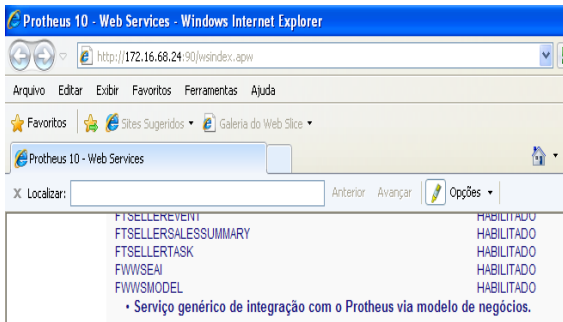 Protheus 10 - Web Services - Windows Internet Explorer
http://172.16.68.24:90/wsindex.apw
Arquivo Editar Exibir Favoritos Ferramentas Ajuda
Favoritos Sites Sugeridos Galeria do Web Slice
Protheus 10 - Web Services
X Localizar: Anterior Avançar Opções
FTSELLEREVENT HABILITADO
FTSELLERSALESSUMMARY HABILITADO
FTSELLERTASK HABILITADO
FWWSEAI HABILITADO
FWWSMODEL HABILITADO
• Serviço genérico de integração com o Protheus via modelo de negócios.